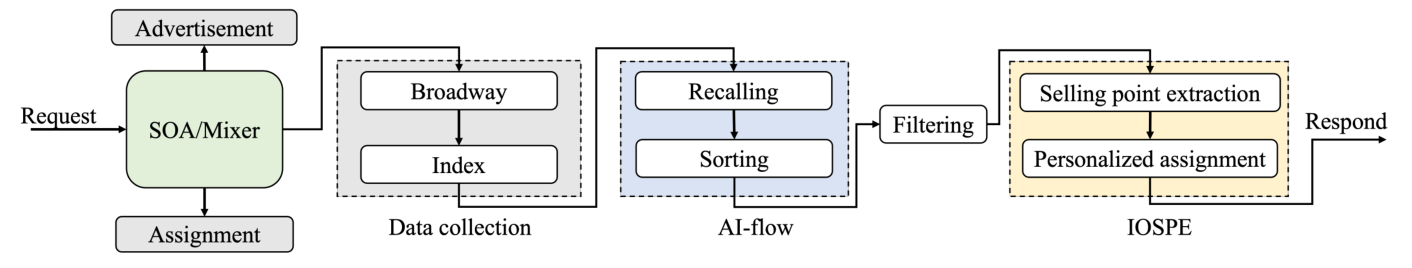 Advertisement
Request
SOA/Mixer
Assignment
Broadway
Index
Data collection
Recalling
Sorting
AI-flow
Filtering
Selling point extraction
Personalized assignment
IOSPE
Respond